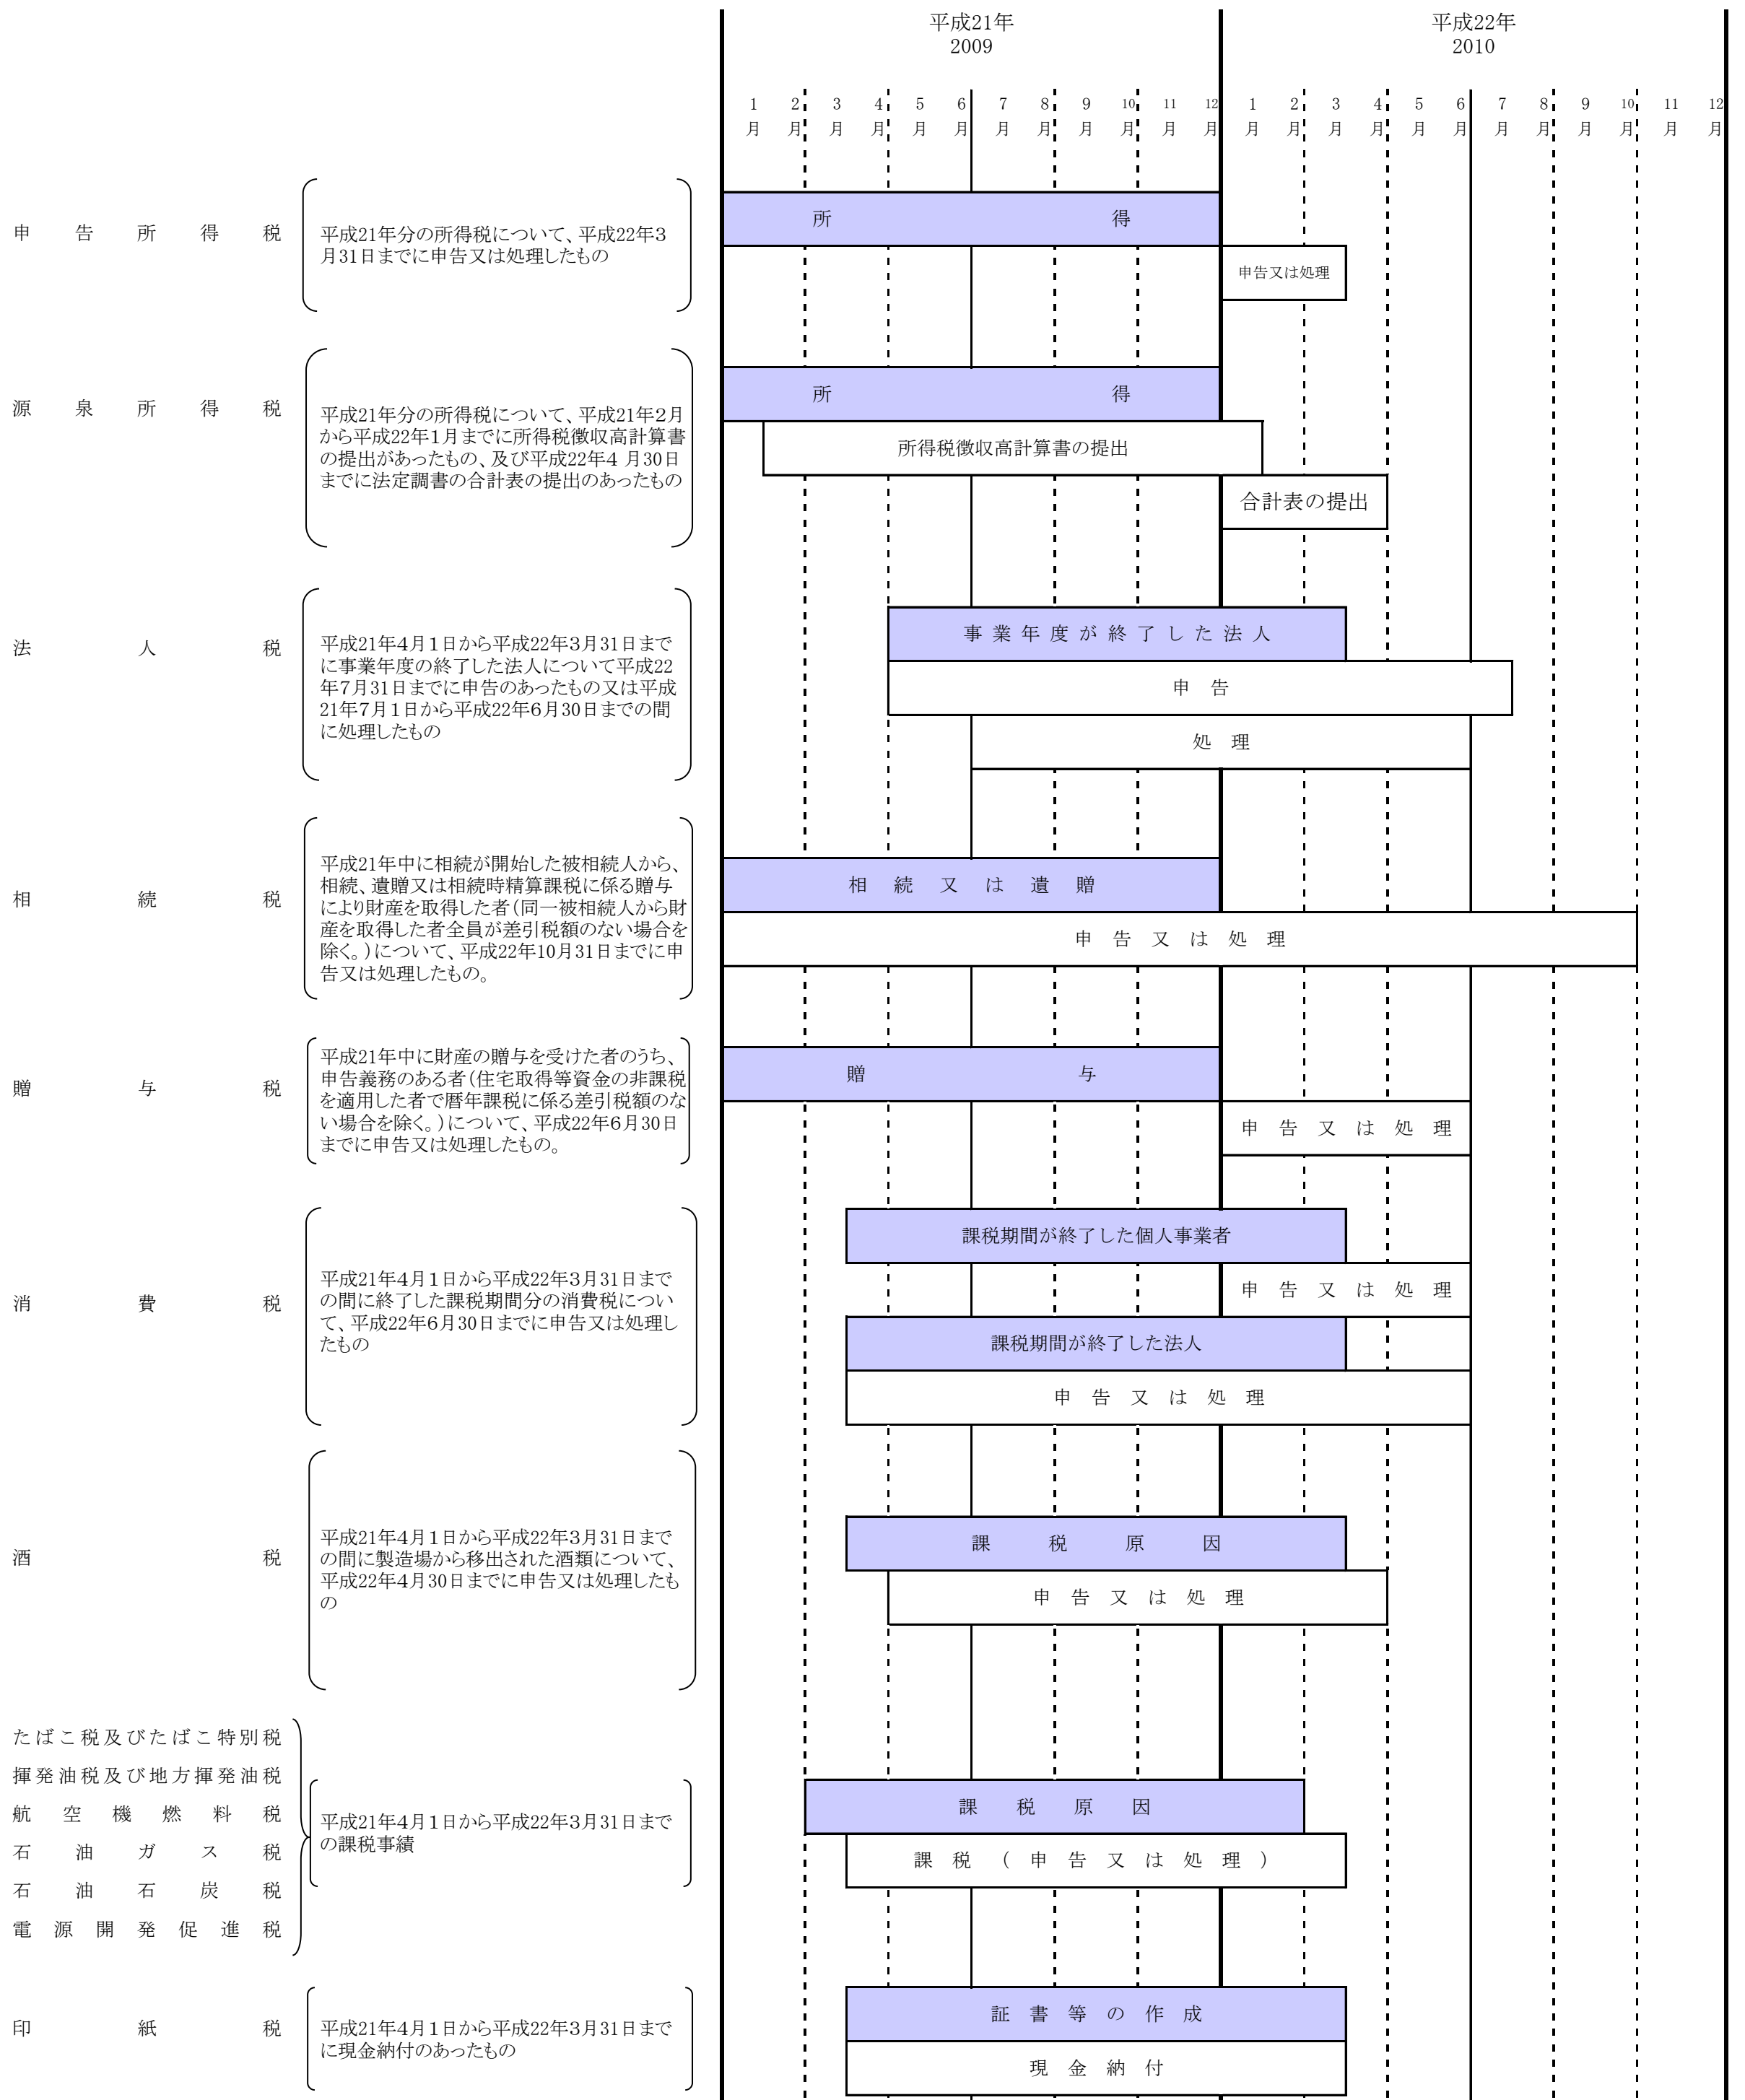 平成21年
2009
平成22年
2010
1月 2月 3月 4月 5月 6月 7月 8月 9月 10月 11月 12月 1月 2月 3月 4月 5月 6月 7月 8月 9月 10月 11月 12月
申告所得税
平成21年分の所得税について、平成22年3
月31日までに申告又は処理したもの
所得
申告又は処理
源泉所得税
平成21年分の所得税について、平成21年2月
から平成22年1月までに所得税徴収高計算書
の提出があったもの、及び平成22年4 月30日
までに法定調書の合計表の提出のあったもの
所得
所得税徴収高計算書の提出
合計表の提出
法人税
平成21年4月1日から平成22年3月31日まで
に事業年度の終了した法人について平成22
年7月31日までに申告のあったもの又は平成
21年7月1日から平成22年6月30日までの間
に処理したもの
事業年度が終了した法人
申告
処理
相続税
平成21年中に相続が開始した被相続人から、
相続、遺贈又は相続時精算課税に係る贈与
により財産を取得した者(同一被相続人から財
産を取得した者全員が差引税額のない場合を
除く。)について、平成22年10月31日までに申
告又は処理したもの。
相続又は遺贈
申告又は処理
贈与税
平成21年中に財産の贈与を受けた者のうち、
申告義務のある者(住宅取得等資金の非課税
を適用した者で暦年課税に係る差引税額のな
い場合を除く。)について、平成22年6月30日
までに申告又は処理したもの。
贈与
申告又は処理
消費税
平成21年4月1日から平成22年3月31日まで
の間に終了した課税期間分の消費税につい
て、平成22年6月30日までに申告又は処理し
たもの
課税期間が終了した個人事業者
申告又は処理
課税期間が終了した法人
申告又は処理
酒税
平成21年4月1日から平成22年3月31日まで
の間に製造場から移出された酒類について、
平成22年4月30日までに申告又は処理したも
の
課税原因
申告又は処理
たばこ税及びたばこ特別税
揮発油税及び地方揮発油税
航空機燃料税
石油ガス税
石油石炭税
電源開発促進税
平成21年4月1日から平成22年3月31日まで
の課税事績
課税原因
課税(申告又は処理)
印紙税
平成21年4月1日から平成22年3月31日まで
に現金納付のあったもの
証書等の作成
現金納付